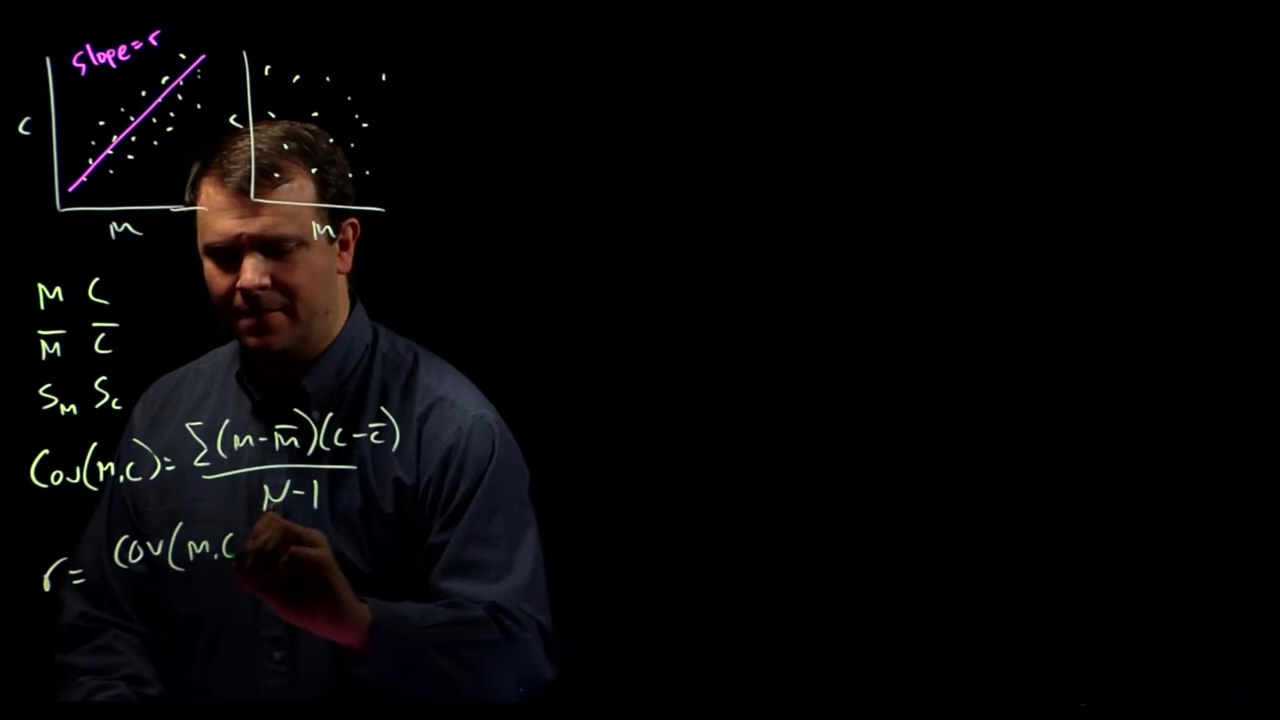 slope=r
C
C
M
M
M C
M̅ C̅
S_M S_C
Cov(M,C)= Σ(M-M̅)(C-C̅)
N-1
r= Cov(M,C